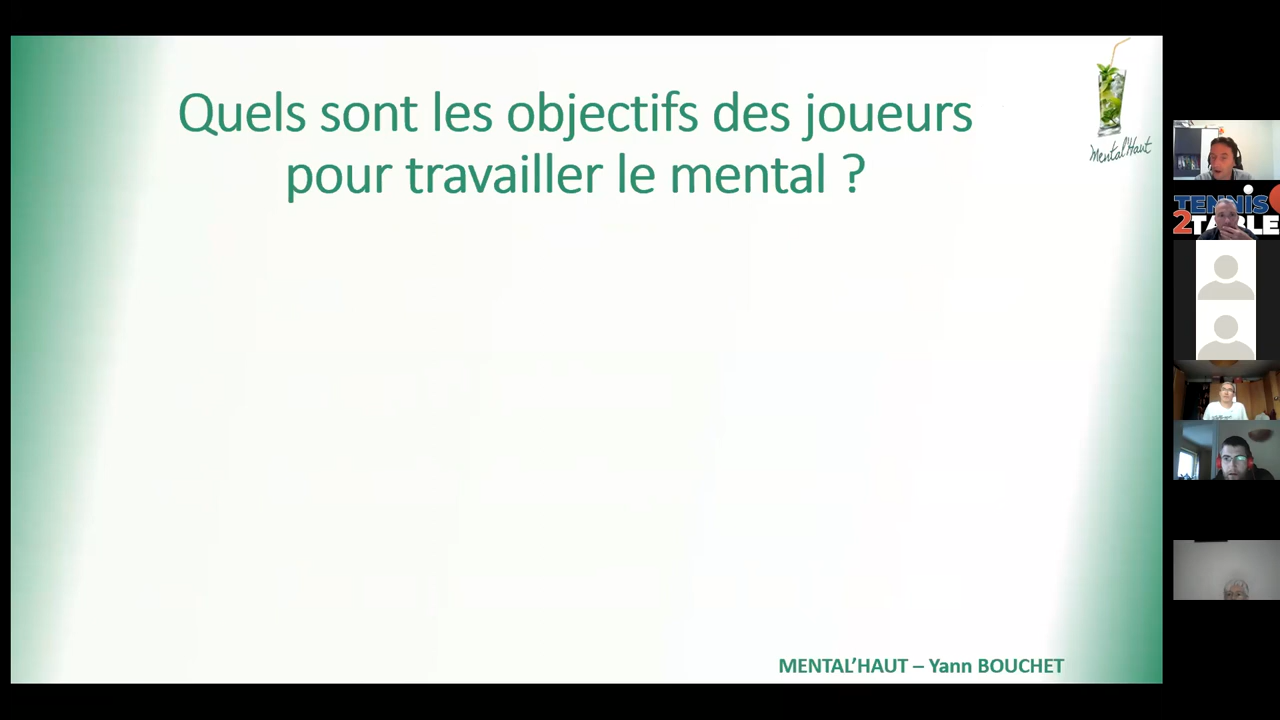 Quels sont les objectifs des joueurs
pour travailler le mental ?
Mental'Haut
TENNIS
2TABLE
MENTAL'HAUT – Yann BOUCHET